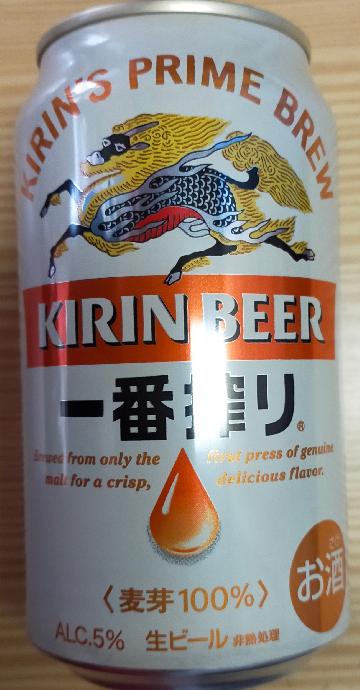 KIRIN'S PRIME BREW
KIRIN BEER
一番搾り®
Brewed from only the first press of genuine
malt for a crisp, delicious flavor.
さけ
お酒
〈麦芽100%〉
ALC.5% 生ビール 非熱処理